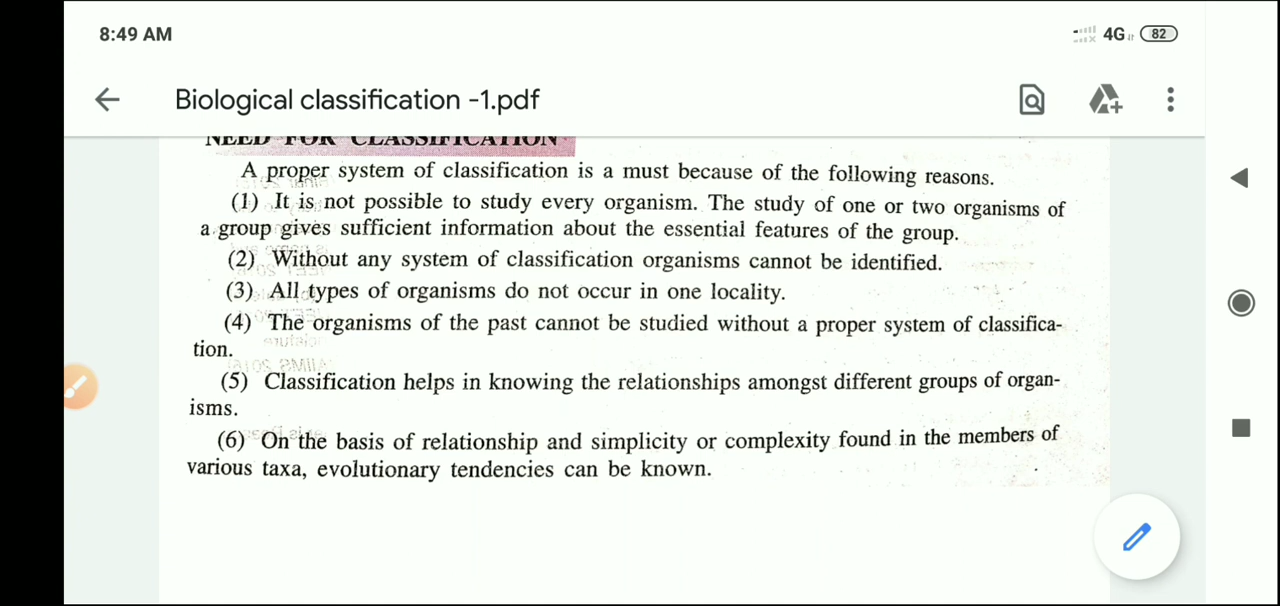 8:49 AM
4G 82
Biological classification -1.pdf
NEED FOR CLASSIFICATION
A proper system of classification is a must because of the following reasons.
(1) It is not possible to study every organism. The study of one or two organisms of
a group gives sufficient information about the essential features of the group.
(2) Without any system of classification organisms cannot be identified.
(3) All types of organisms do not occur in one locality.
(4) The organisms of the past cannot be studied without a proper system of classifica-
tion.
(5) Classification helps in knowing the relationships amongst different groups of organ-
isms.
(6) On the basis of relationship and simplicity or complexity found in the members of
various taxa, evolutionary tendencies can be known.